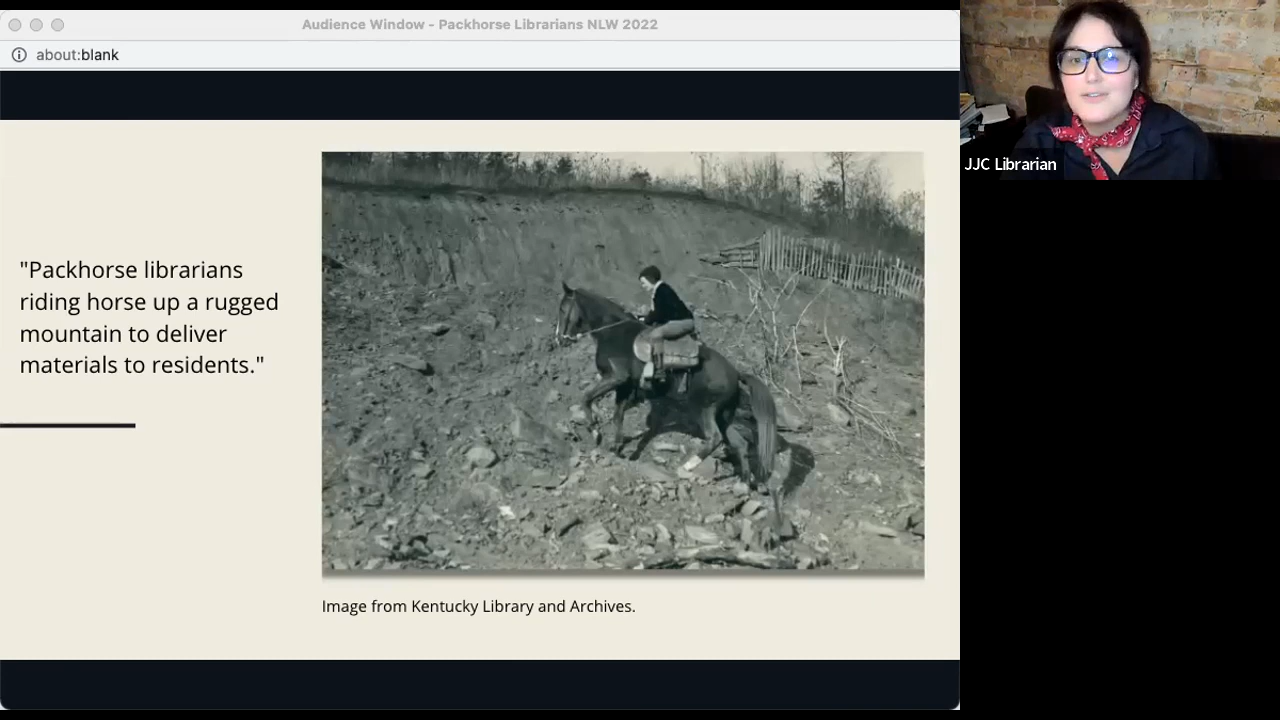 Audience Window - Packhorse Librarians NLW 2022
about:blank
"Packhorse librarians
riding horse up a rugged
mountain to deliver
materials to residents."
Image from Kentucky Library and Archives.
JJC Librarian